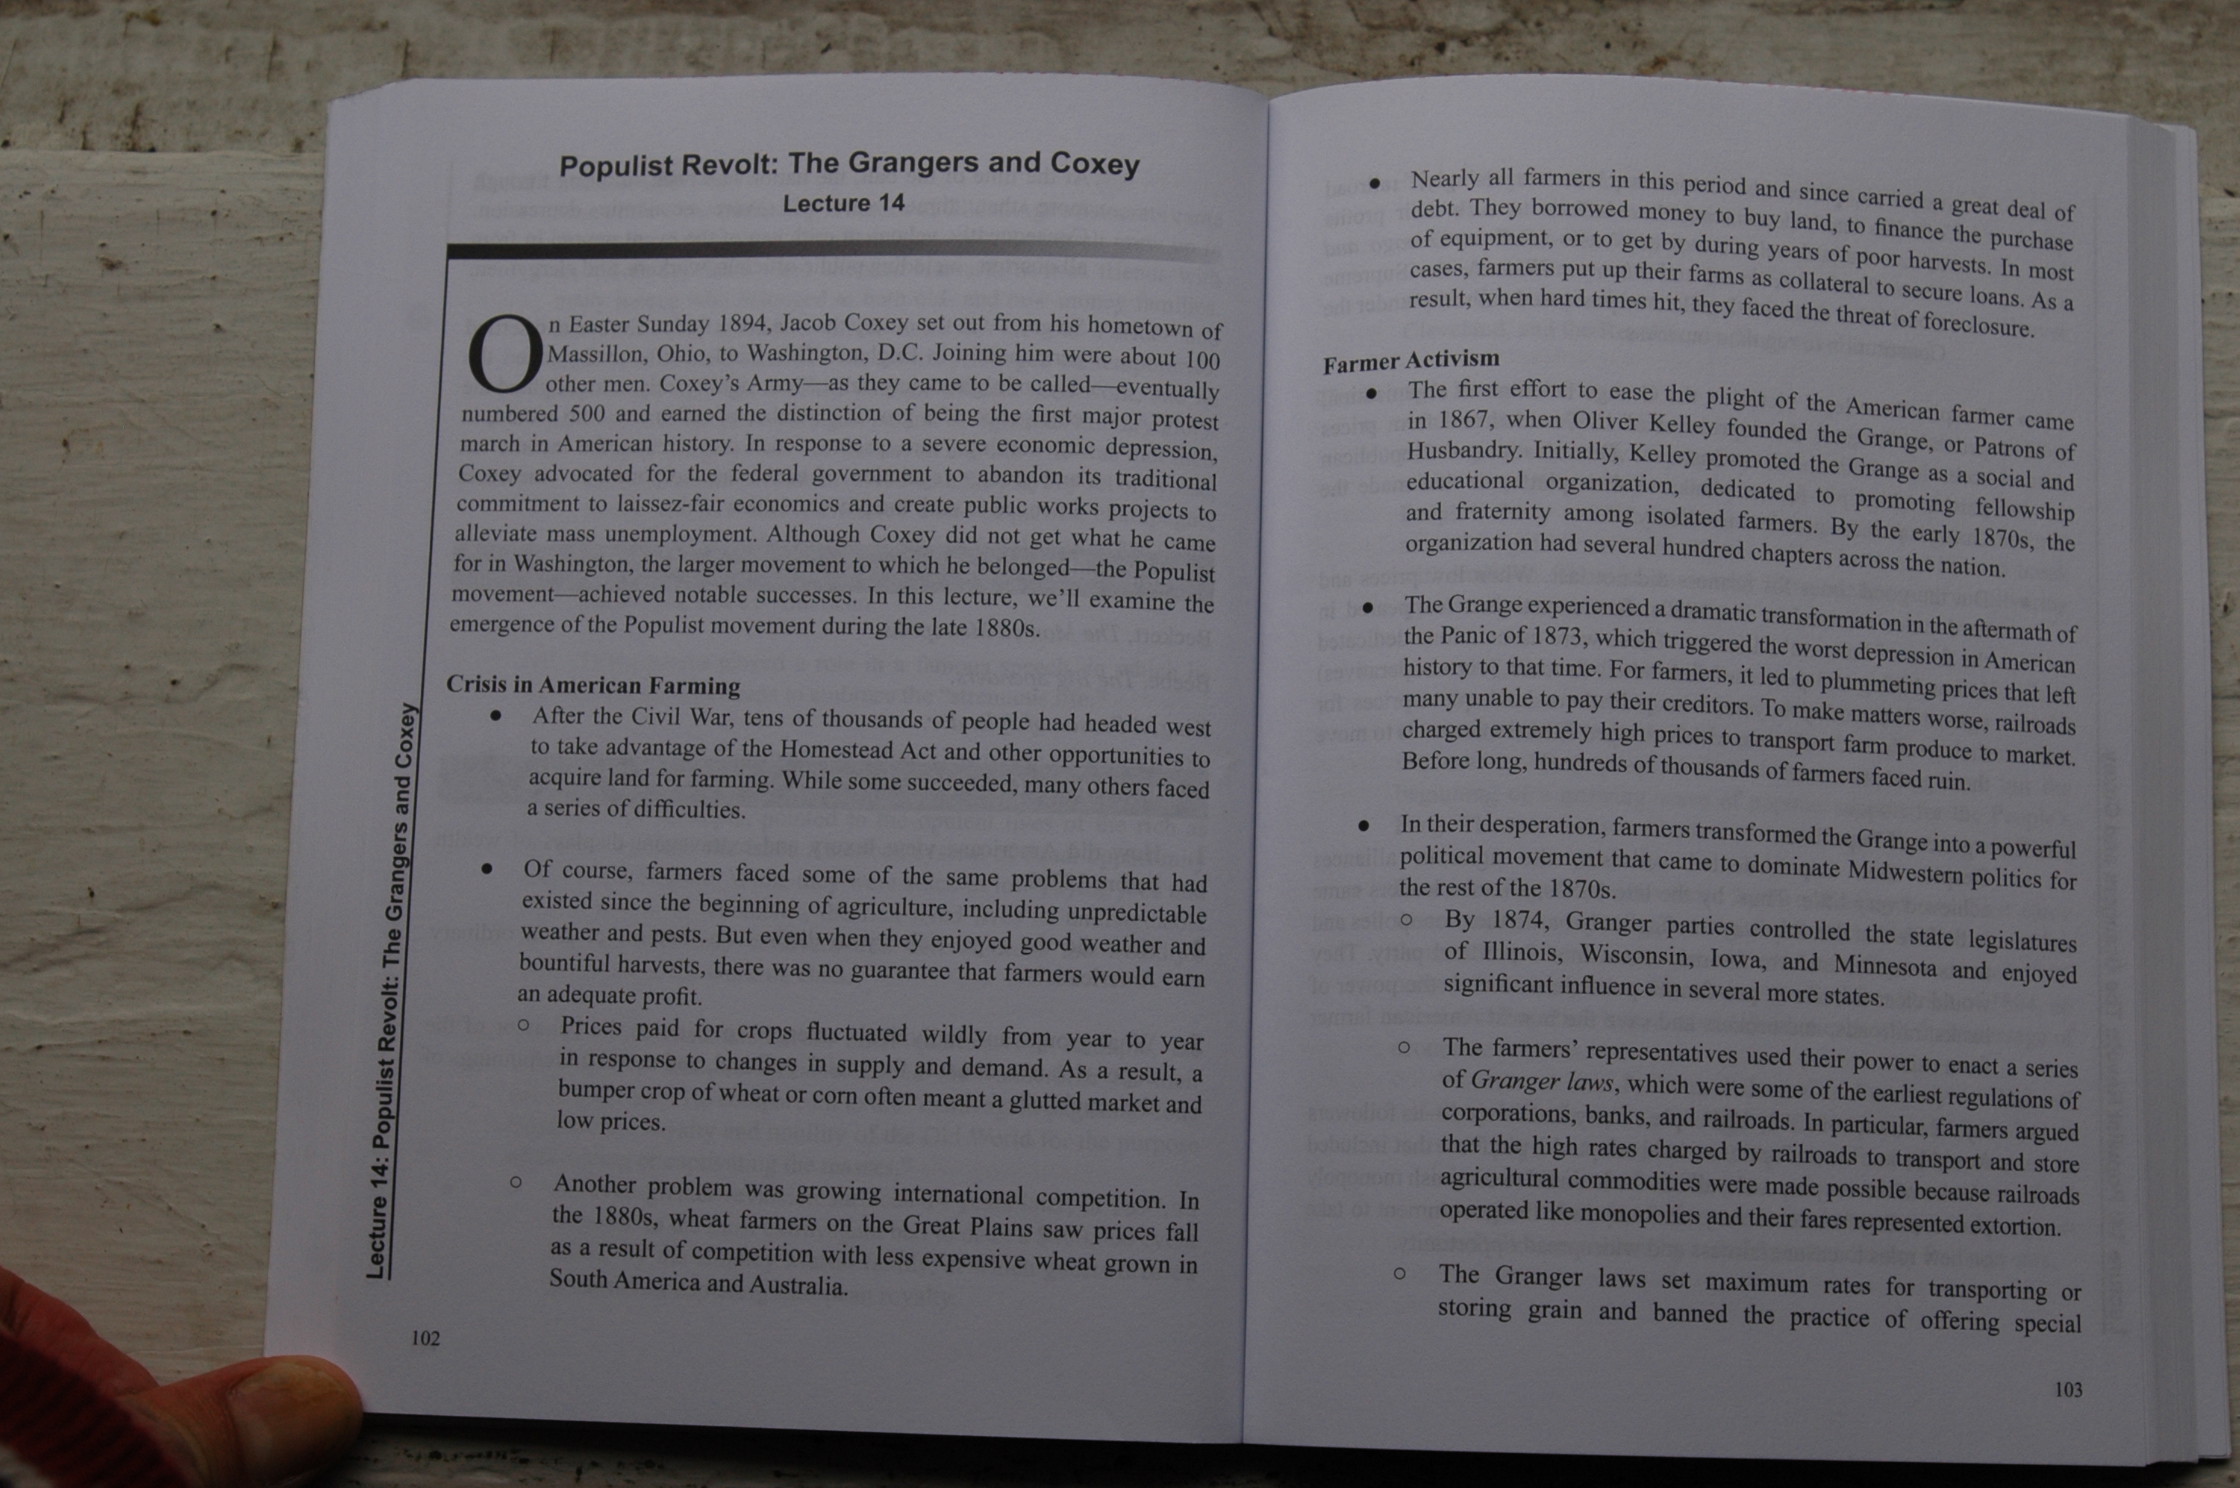 Populist Revolt: The Grangers and Coxey
Lecture 14
On Easter Sunday 1894, Jacob Coxey set out from his hometown of
Massillon, Ohio, to Washington, D.C. Joining him were about 100
other men. Coxey's Army—as they came to be called—eventually
numbered 500 and earned the distinction of being the first major protest
march in American history. In response to a severe economic depression,
Coxey advocated for the federal government to abandon its traditional
commitment to laissez-fair economics and create public works projects to
alleviate mass unemployment. Although Coxey did not get what he came
for in Washington, the larger movement to which he belonged—the Populist
movement—achieved notable successes. In this lecture, we'll examine the
emergence of the Populist movement during the late 1880s.
Crisis in American Farming
● After the Civil War, tens of thousands of people had headed west
to take advantage of the Homestead Act and other opportunities to
acquire land for farming. While some succeeded, many others faced
a series of difficulties.
● Of course, farmers faced some of the same problems that had
existed since the beginning of agriculture, including unpredictable
weather and pests. But even when they enjoyed good weather and
bountiful harvests, there was no guarantee that farmers would earn
an adequate profit.
○ Prices paid for crops fluctuated wildly from year to year
in response to changes in supply and demand. As a result, a
bumper crop of wheat or corn often meant a glutted market and
low prices.
○ Another problem was growing international competition. In
the 1880s, wheat farmers on the Great Plains saw prices fall
as a result of competition with less expensive wheat grown in
South America and Australia.
Lecture 14: Populist Revolt: The Grangers and Coxey
102
● Nearly all farmers in this period and since carried a great deal of
debt. They borrowed money to buy land, to finance the purchase
of equipment, or to get by during years of poor harvests. In most
cases, farmers put up their farms as collateral to secure loans. As a
result, when hard times hit, they faced the threat of foreclosure.
Farmer Activism
● The first effort to ease the plight of the American farmer came
in 1867, when Oliver Kelley founded the Grange, or Patrons of
Husbandry. Initially, Kelley promoted the Grange as a social and
educational organization, dedicated to promoting fellowship
and fraternity among isolated farmers. By the early 1870s, the
organization had several hundred chapters across the nation.
● The Grange experienced a dramatic transformation in the aftermath of
the Panic of 1873, which triggered the worst depression in American
history to that time. For farmers, it led to plummeting prices that left
many unable to pay their creditors. To make matters worse, railroads
charged extremely high prices to transport farm produce to market.
Before long, hundreds of thousands of farmers faced ruin.
● In their desperation, farmers transformed the Grange into a powerful
political movement that came to dominate Midwestern politics for
the rest of the 1870s.
○ By 1874, Granger parties controlled the state legislatures
of Illinois, Wisconsin, Iowa, and Minnesota and enjoyed
significant influence in several more states.
○ The farmers' representatives used their power to enact a series
of Granger laws, which were some of the earliest regulations of
corporations, banks, and railroads. In particular, farmers argued
that the high rates charged by railroads to transport and store
agricultural commodities were made possible because railroads
operated like monopolies and their fares represented extortion.
○ The Granger laws set maximum rates for transporting or
storing grain and banned the practice of offering special
103